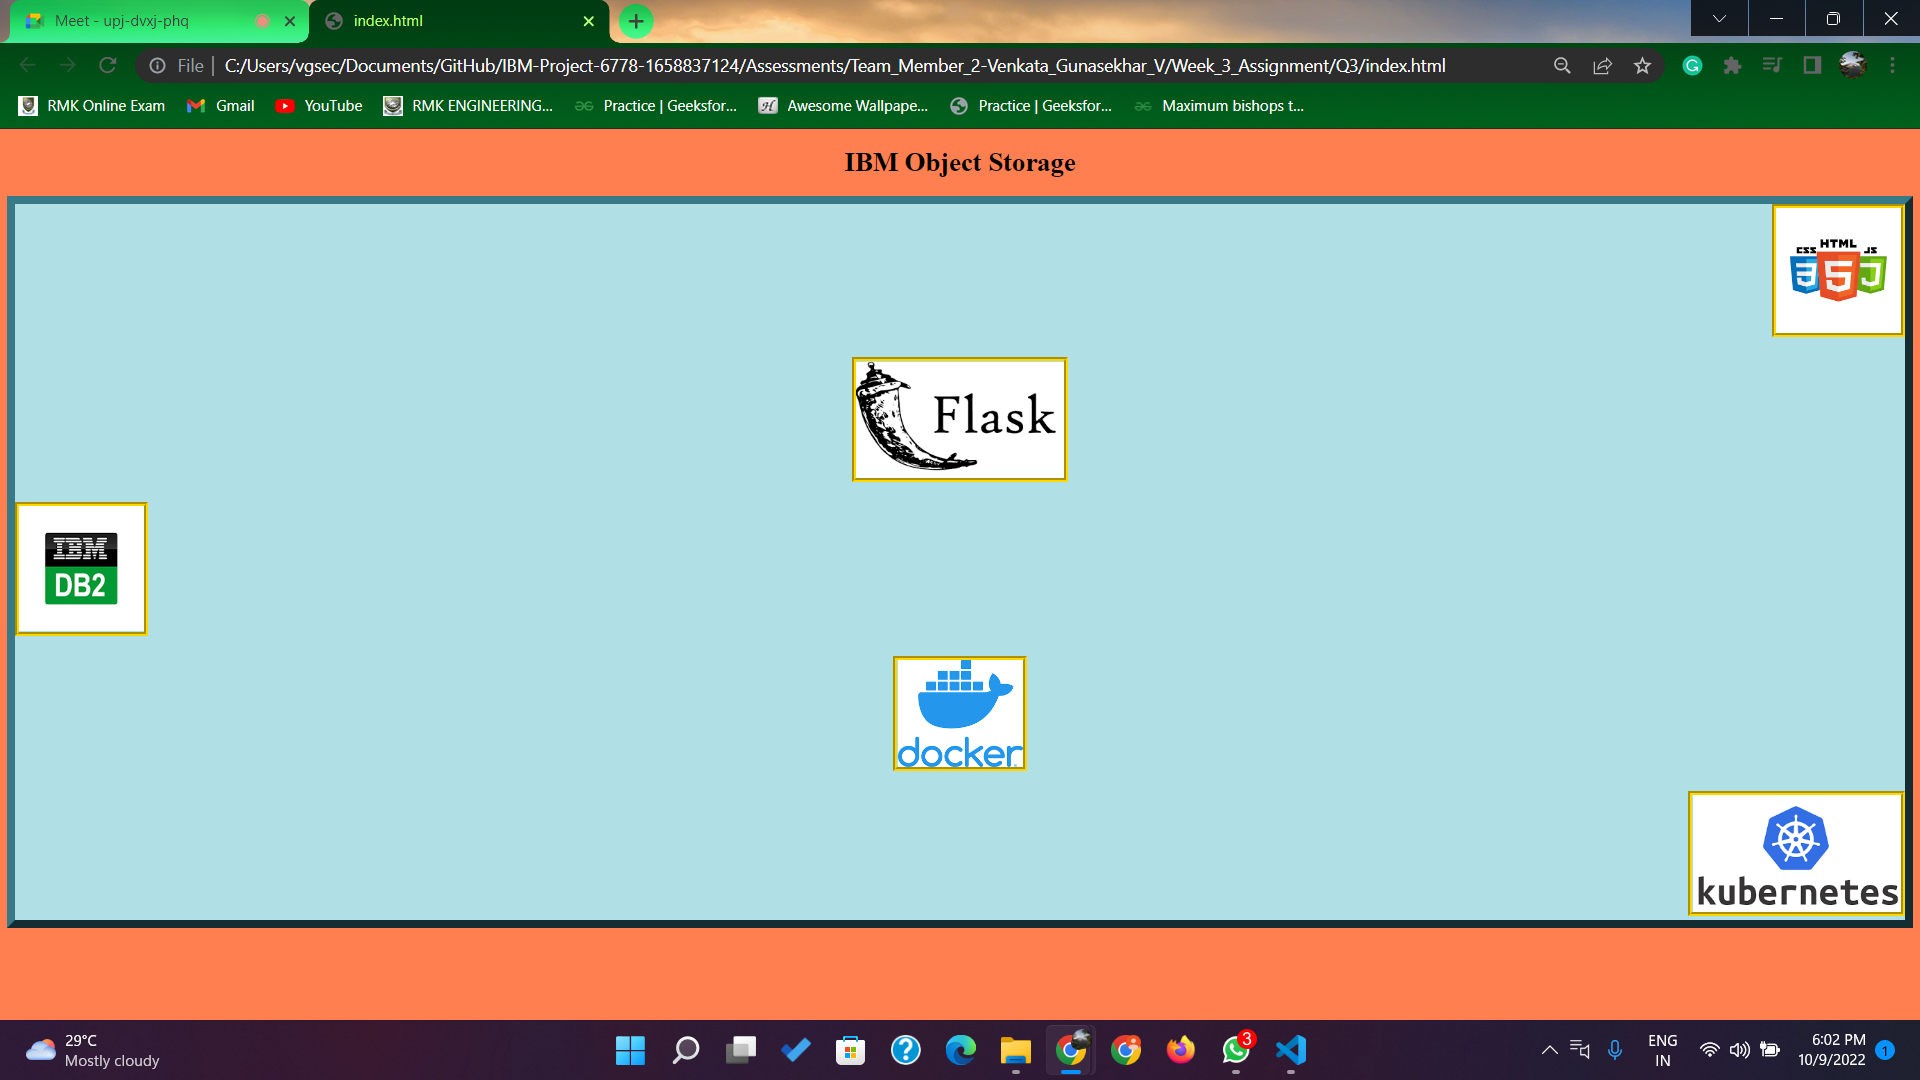 Meet - upj-dvxj-phq
index.html
File | C:/Users/vgsec/Documents/GitHub/IBM-Project-6778-1658837124/Assessments/Team_Member_2-Venkata_Gunasekhar_V/Week_3_Assignment/Q3/index.html
RMK Online Exam
Gmail
YouTube
RMK ENGINEERING...
Practice | Geeksfor...
Awesome Wallpape...
Practice | Geeksfor...
Maximum bishops t...
IBM Object Storage
CSS HTML JS
3 5 J
Flask
IBM
DB2
docker
kubernetes
29°C
Mostly cloudy
3
ENG
IN
6:02 PM
10/9/2022
1